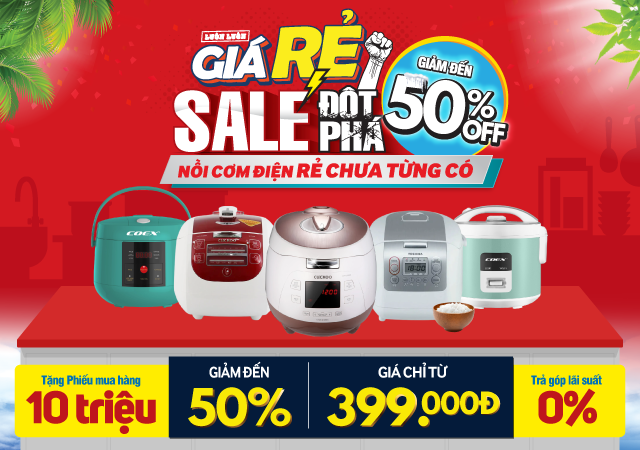 LUÔN LUÔN
GIÁ RẺ
SALE ĐỘT PHÁ
GIẢM ĐẾN
50% OFF
NỒI CƠM ĐIỆN RẺ CHƯA TỪNG CÓ
COEX
CUCKOO
CUCKOO
TOSHIBA
COEX
Tặng Phiếu mua hàng
10 triệu
GIẢM ĐẾN
50%
GIÁ CHỈ TỪ
399.000Đ
Trả góp lãi suất
0%